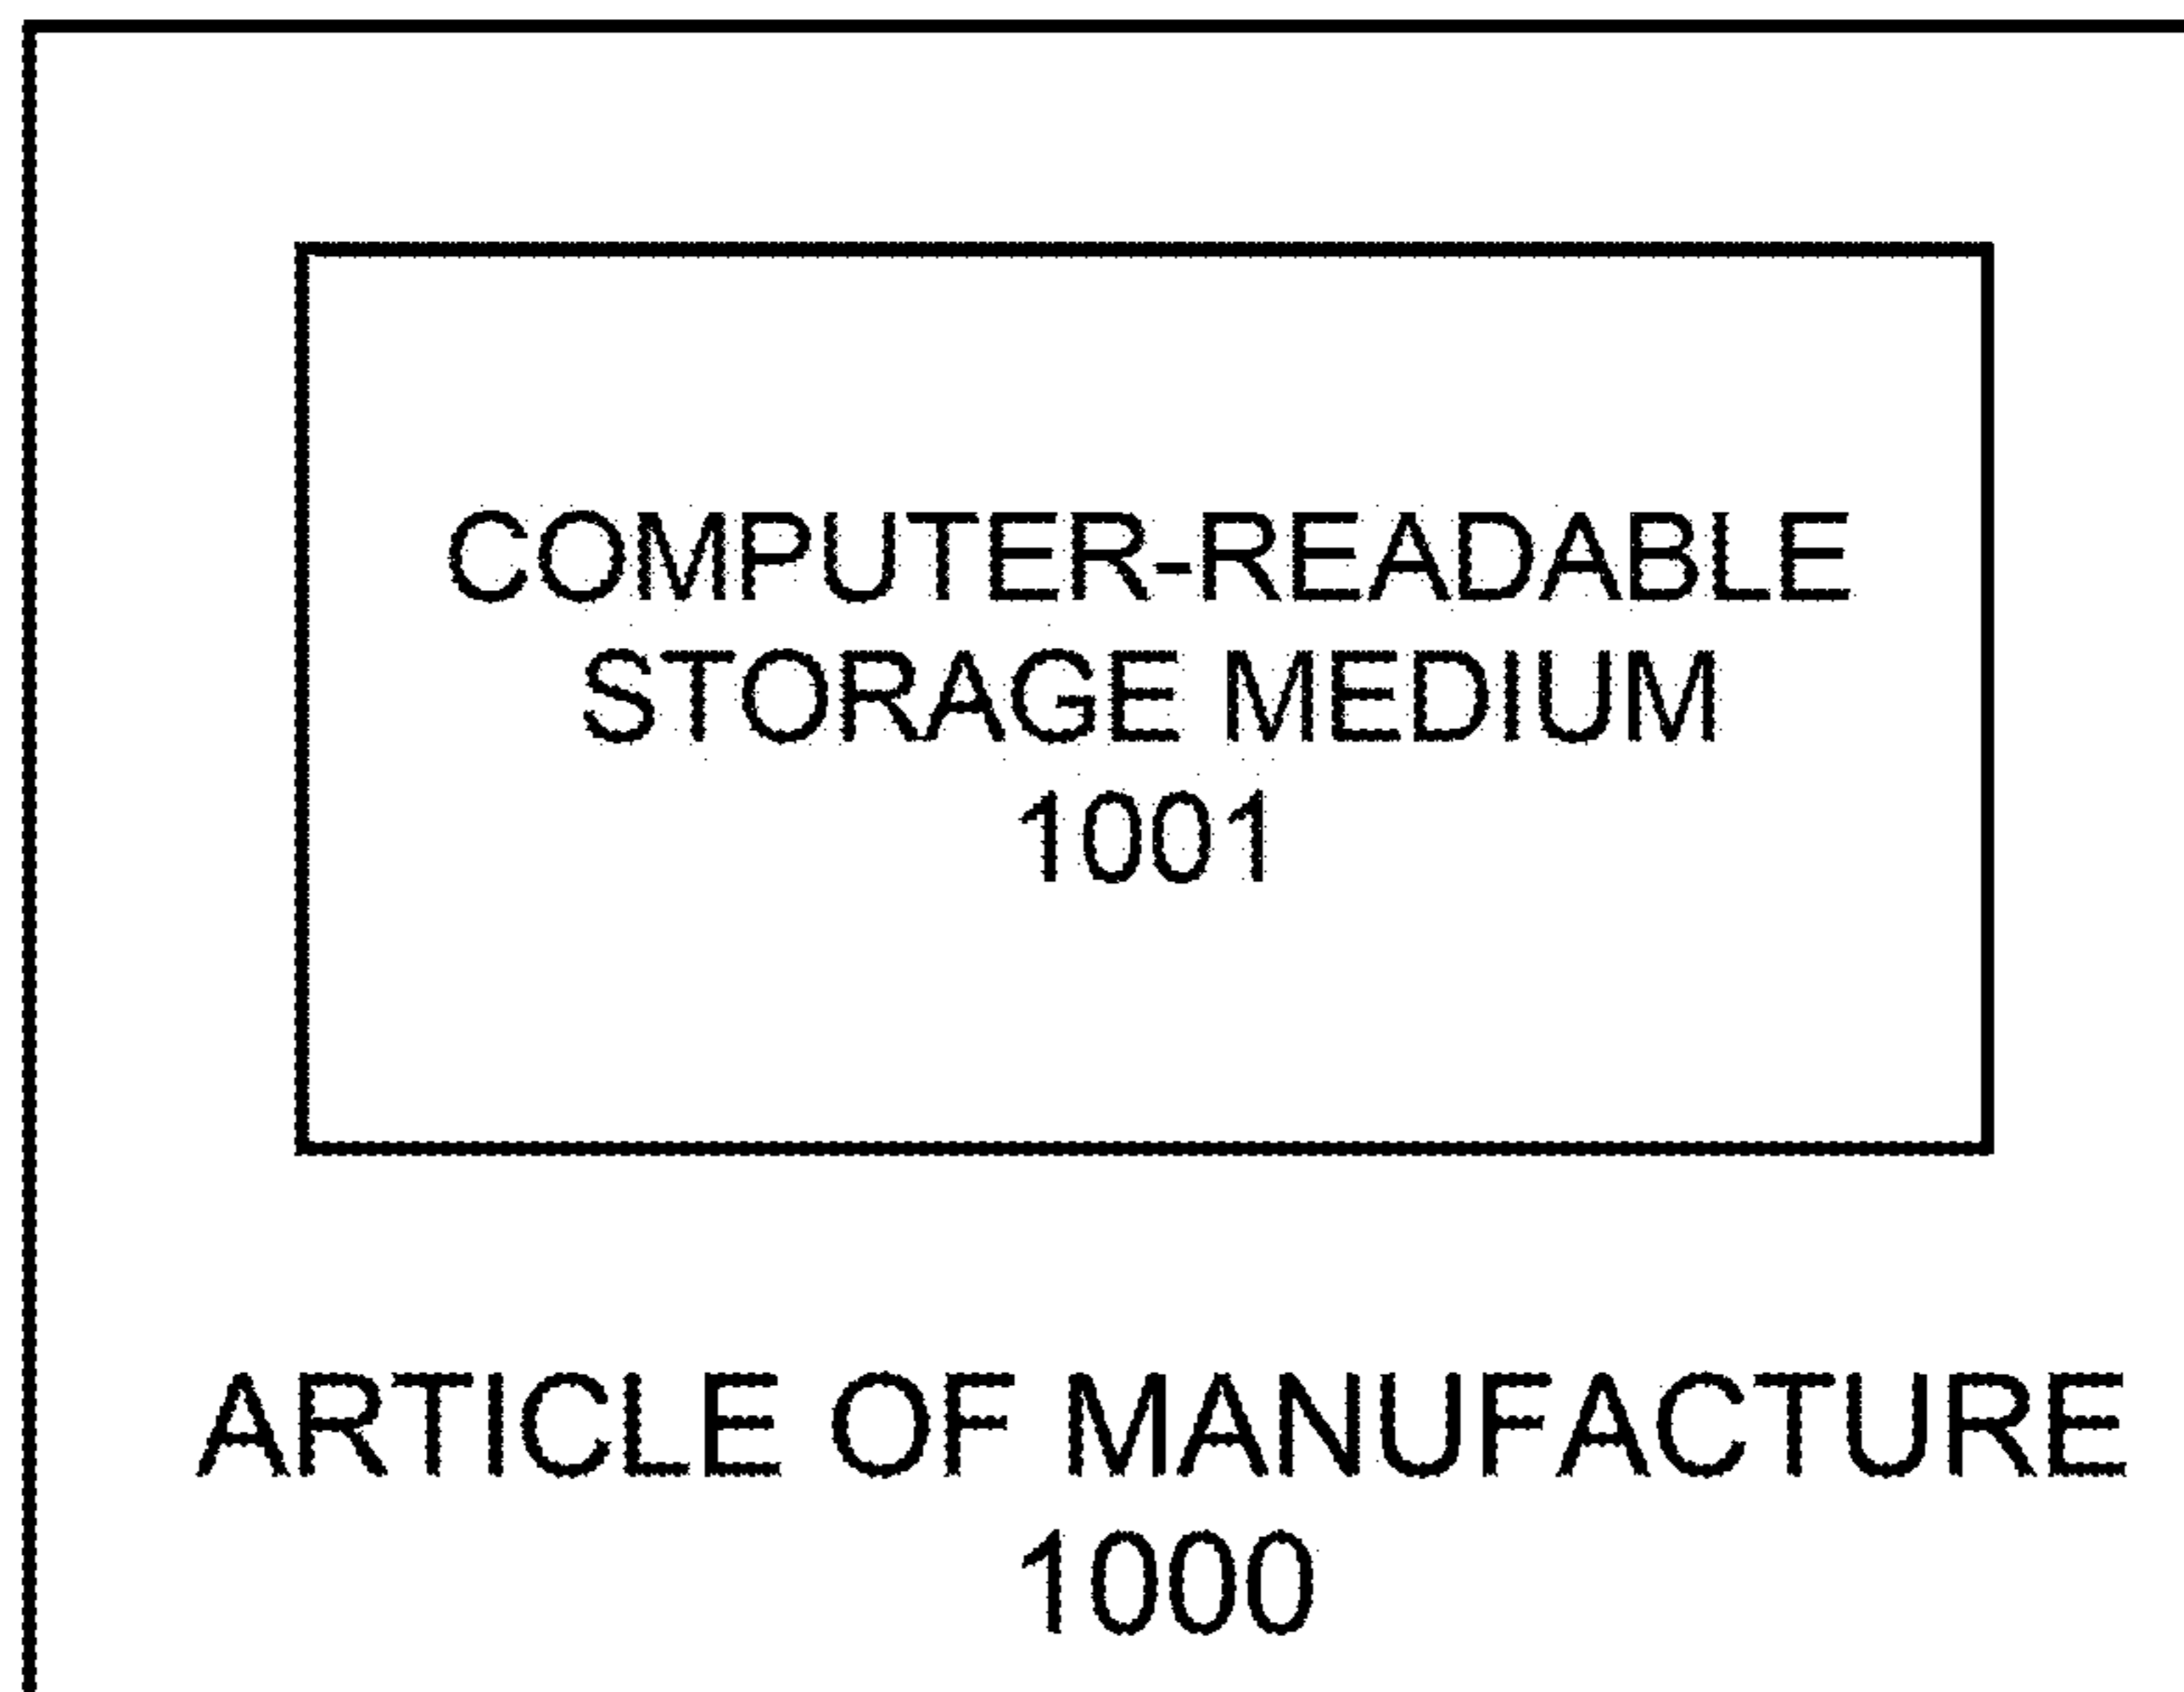 COMPUTER-READABLE
STORAGE MEDIUM
1001
ARTICLE OF MANUFACTURE
1000